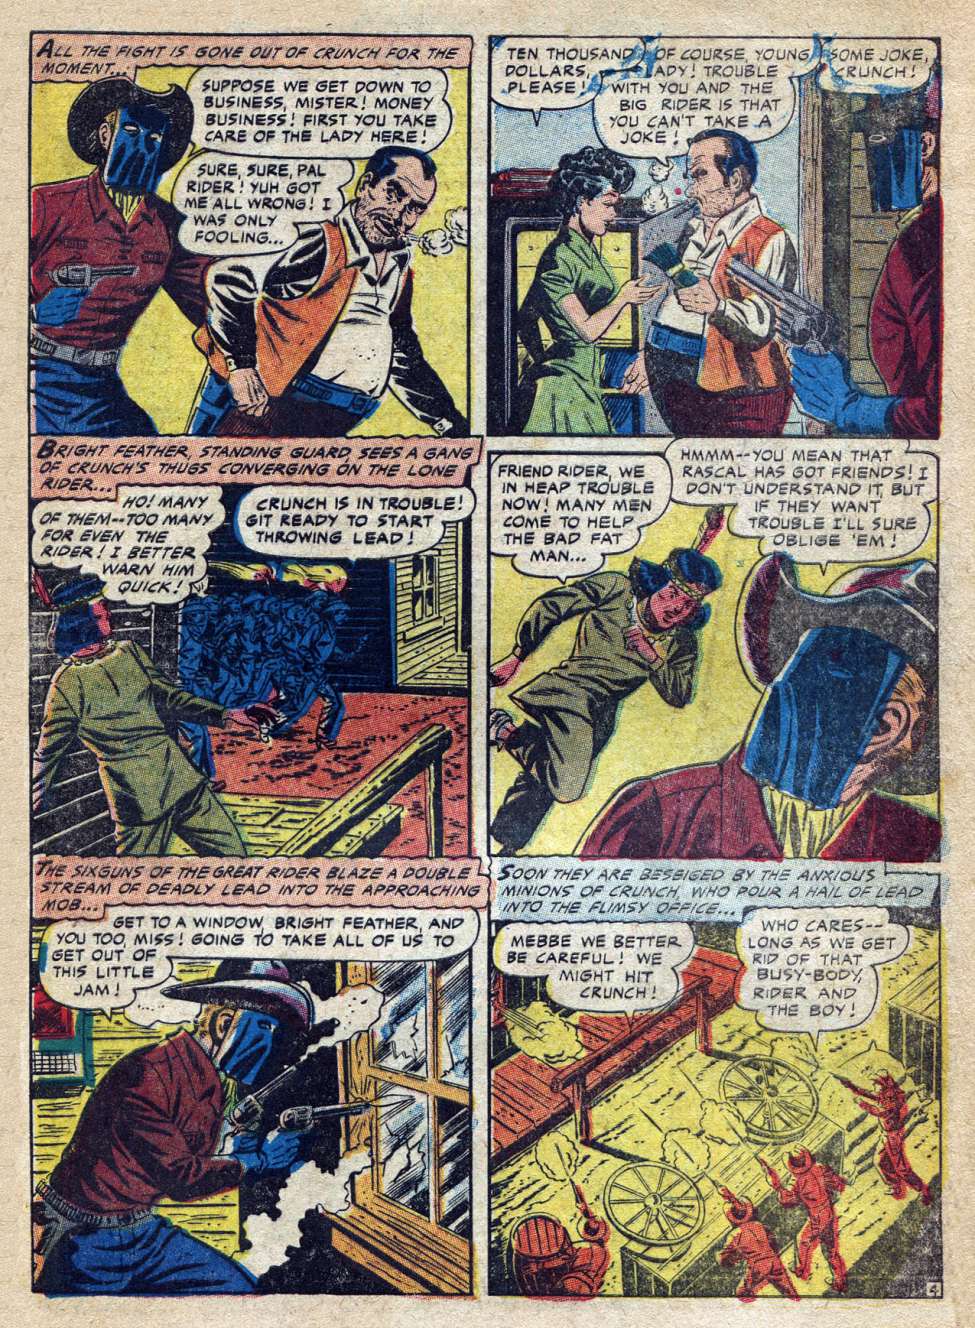 ALL THE FIGHT IS GONE OUT OF CRUNCH FOR THE
MOMENT...
SUPPOSE WE GET DOWN TO
BUSINESS, MISTER! MONEY
BUSINESS! FIRST YOU TAKE
CARE OF THE LADY HERE!
SURE, SURE, PAL
RIDER! YUH GOT
ME ALL WRONG! I
WAS ONLY
FOOLING...
TEN THOUSAND
DOLLARS,
PLEASE!
OF COURSE, YOUNG
LADY! TROUBLE
WITH YOU AND THE
BIG RIDER IS THAT
YOU CAN'T TAKE A
JOKE!
SOME JOKE,
CRUNCH!
BRIGHT FEATHER, STANDING GUARD, SEES A GANG
OF CRUNCH'S THUGS CONVERGING ON THE LONE
RIDER...
HO! MANY
OF THEM--TOO MANY
FOR EVEN THE
RIDER! I BETTER
WARN HIM
QUICK!
CRUNCH IS IN TROUBLE!
GIT READY TO START
THROWING LEAD!
FRIEND RIDER, WE
IN HEAP TROUBLE
NOW! MANY MEN
COME TO HELP
THE BAD FAT
MAN...
HMMM--YOU MEAN THAT
RASCAL HAS GOT FRIENDS! I
DON'T UNDERSTAND IT, BUT
IF THEY WANT
TROUBLE I'LL SURE
OBLIGE 'EM!
THE SIXGUNS OF THE GREAT RIDER BLAZE A DOUBLE
STREAM OF DEADLY LEAD INTO THE APPROACHING
MOB...
GET TO A WINDOW, BRIGHT FEATHER, AND
YOU TOO, MISS! GOING TO TAKE ALL OF US TO
GET OUT OF
THIS LITTLE
JAM!
SOON THEY ARE BESEIGED BY THE ANXIOUS
MINIONS OF CRUNCH, WHO POUR A HAIL OF LEAD
INTO THE FLIMSY OFFICE...
MEBBE WE BETTER
BE CAREFUL! WE
MIGHT HIT
CRUNCH!
WHO CARES--
LONG AS WE GET
RID OF THAT
BUSY-BODY,
RIDER AND
THE BOY!
4